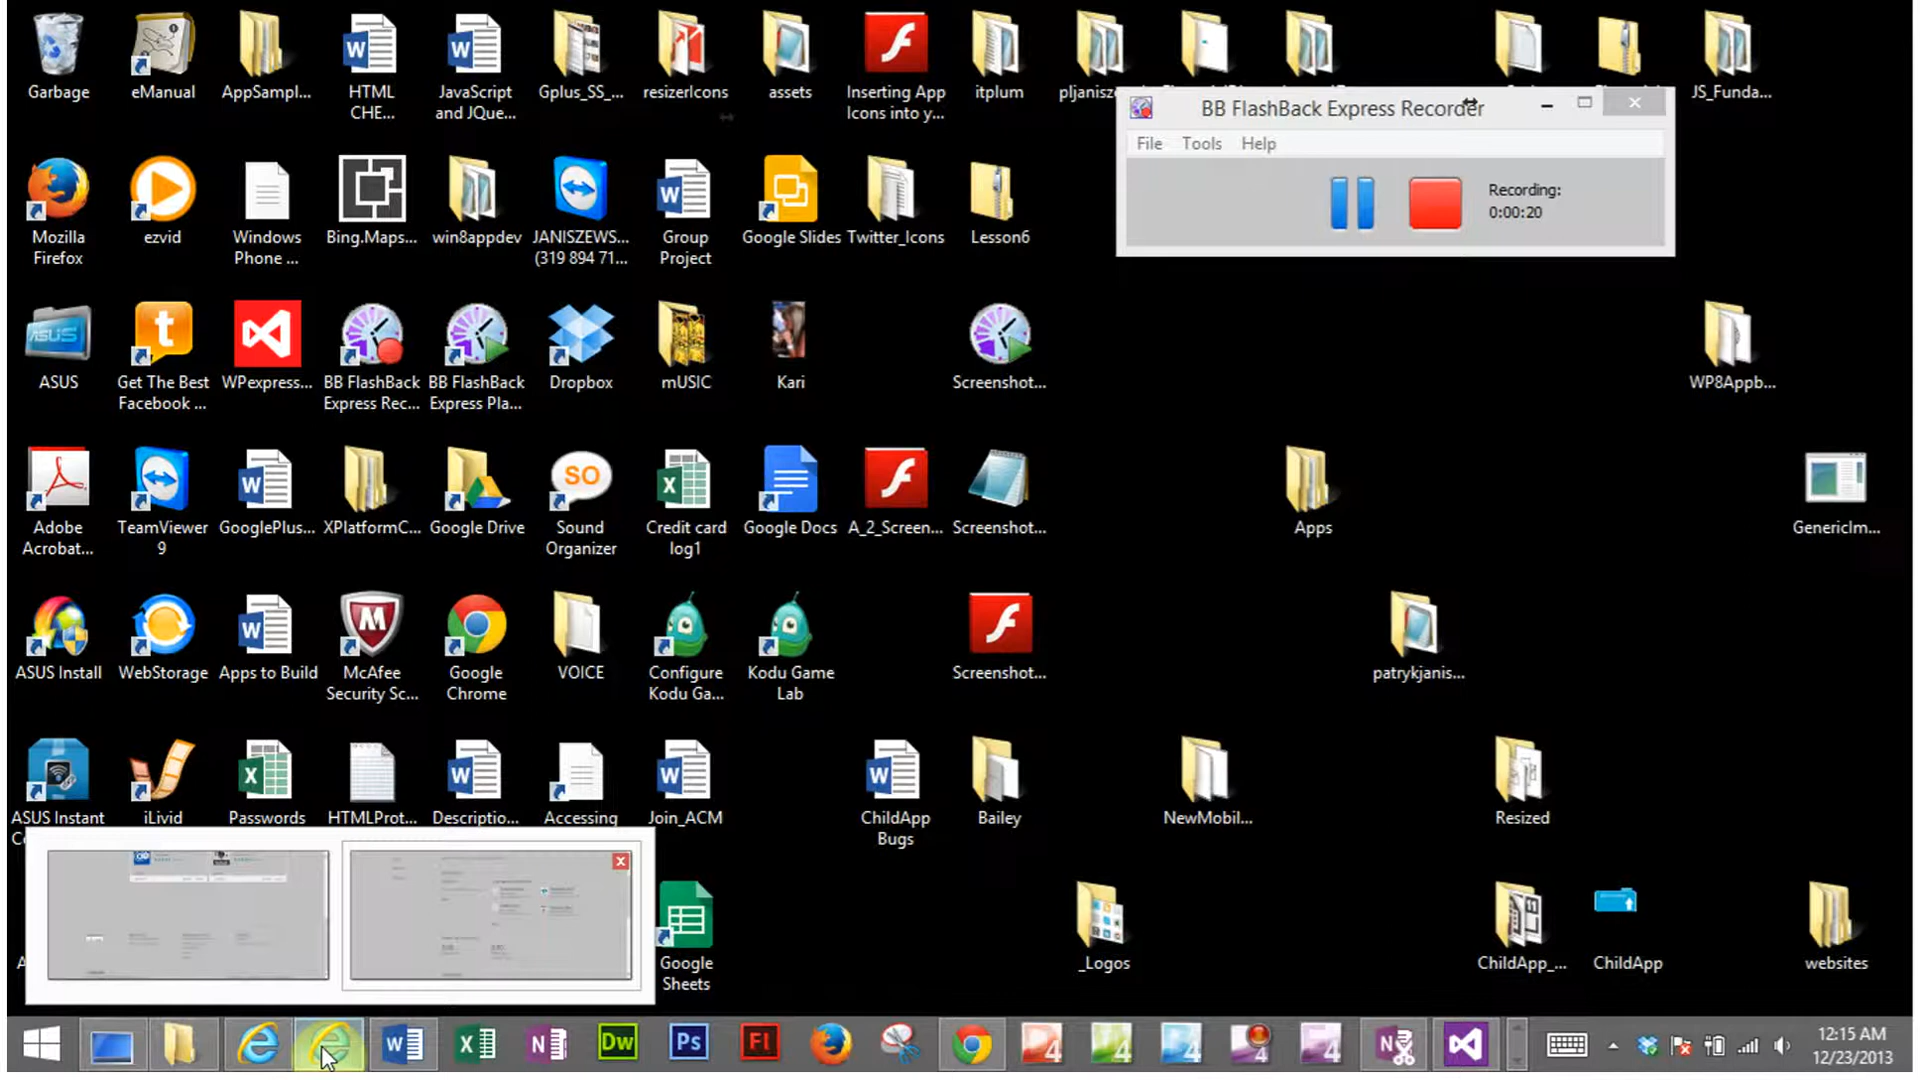 Garbage
eManual
AppSampl...
HTML
CHE...
JavaScript
and JQue...
Gplus_SS_...
resizerIcons
assets
Inserting App
Icons into y...
itplum
JS_Funda...
BB FlashBack Express Recorder
File Tools Help
Recording:
0:00:20
Mozilla
Firefox
ezvid
Windows
Phone ...
Bing.Maps...
win8appdev
JANISZEWS...
(319 894 71...
Group
Project
Google Slides
Twitter_Icons
Lesson6
ASUS
ASUS
t
Get The Best
Facebook ...
WPexpress...
BB FlashBack
Express Rec...
BB FlashBack
Express Pla...
Dropbox
mUSIC
Kari
Screenshot...
WP8Appb...
Adobe
Acrobat...
TeamViewer
9
GooglePlus...
XPlatformC...
Google Drive
SO
Sound
Organizer
Credit card
log1
Google Docs
A_2_Screen...
Screenshot...
Apps
GenericIm...
ASUS Install
WebStorage
Apps to Build
McAfee
Security Sc...
Google
Chrome
VOICE
Configure
Kodu Ga...
Kodu Game
Lab
Screenshot...
patrykjanis...
ASUS Instant
iLivid
Passwords
HTMLProt...
Descriptio...
Accessing
Join_ACM
ChildApp
Bugs
Bailey
NewMobil...
Resized
Google
Sheets
_Logos
ChildApp_...
ChildApp
websites
Dw
Ps
Fl
12:15 AM
12/23/2013